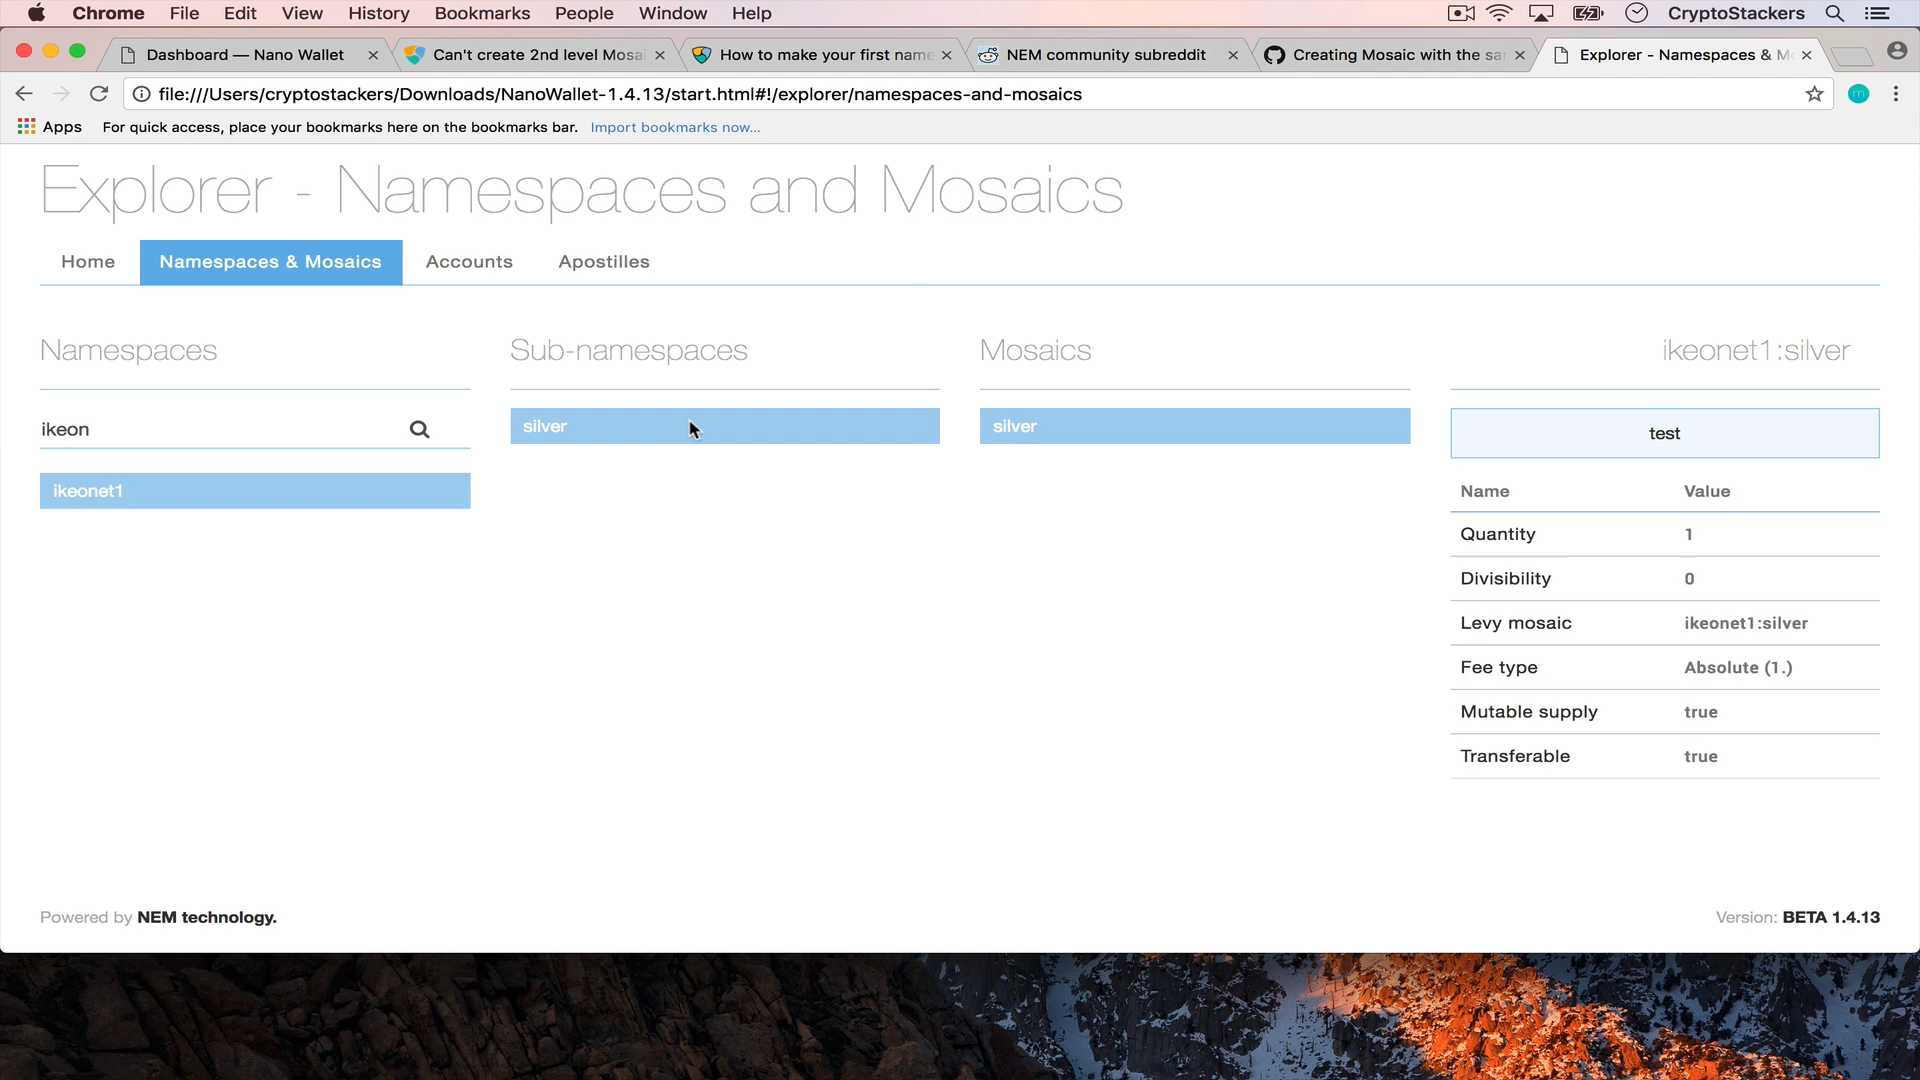 Chrome File Edit View History Bookmarks People Window Help CryptoStackers
Dashboard — Nano Wallet Can't create 2nd level Mosai How to make your first name NEM community subreddit Creating Mosaic with the sar Explorer - Namespaces & Mo
file:///Users/cryptostackers/Downloads/NanoWallet-1.4.13/start.html#!/explorer/namespaces-and-mosaics
Apps For quick access, place your bookmarks here on the bookmarks bar. Import bookmarks now...
Explorer - Namespaces and Mosaics
Home Namespaces & Mosaics Accounts Apostilles
Namespaces Sub-namespaces Mosaics ikeonet1:silver
ikeon silver silver test
ikeonet1
Name Value
Quantity 1
Divisibility 0
Levy mosaic ikeonet1:silver
Fee type Absolute (1.)
Mutable supply true
Transferable true
Powered by NEM technology. Version: BETA 1.4.13